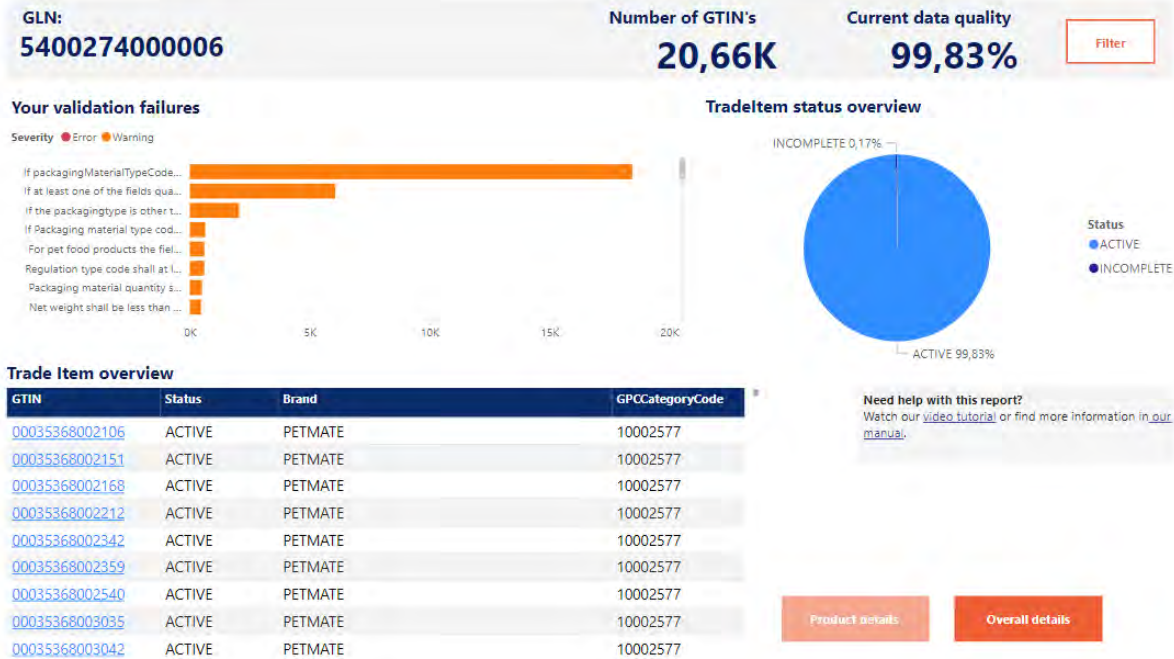 GLN:
5400274000006
Number of GTIN's
20,66K
Current data quality
99,83%
Filter
Your validation failures
Severity Error Warning
If packagingMaterialTypeCode...
If at least one of the fields qua...
If the packagingtype is other t...
If Packaging material type cod...
For pet food products the fiel...
Regulation type code shall at l...
Packaging material quantity s...
Net weight shall be less than ...
0K 5K 10K 15K 20K
TradeItem status overview
INCOMPLETE 0,17%
ACTIVE 99,83%
Status
ACTIVE
INCOMPLETE
Trade Item overview
GTIN Status Brand GPCCategoryCode
00035368002106 ACTIVE PETMATE 10002577
00035368002151 ACTIVE PETMATE 10002577
00035368002168 ACTIVE PETMATE 10002577
00035368002212 ACTIVE PETMATE 10002577
00035368002342 ACTIVE PETMATE 10002577
00035368002359 ACTIVE PETMATE 10002577
00035368002540 ACTIVE PETMATE 10002577
00035368003035 ACTIVE PETMATE 10002577
00035368003042 ACTIVE PETMATE 10002577
Need help with this report?
Watch our video tutorial or find more information in our
manual.
Product details
Overall details